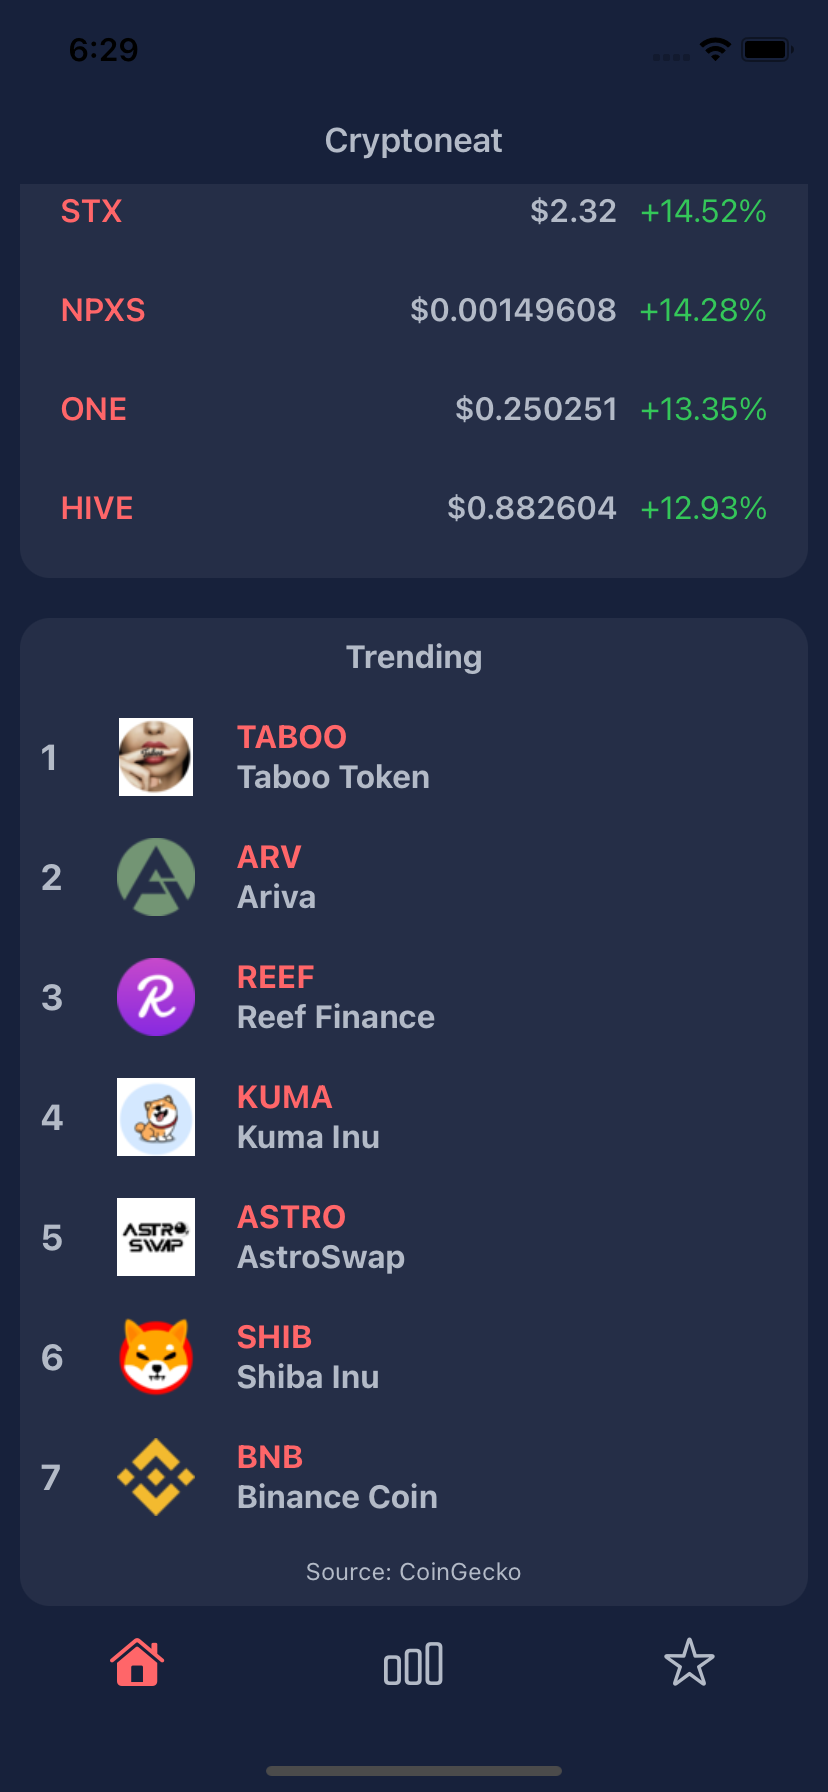 6:29
Cryptoneat
STX $2.32 +14.52%
NPXS $0.00149608 +14.28%
ONE $0.250251 +13.35%
HIVE $0.882604 +12.93%
Trending
1
TABOO
Taboo Token
2
ARV
Ariva
3
REEF
Reef Finance
4
KUMA
Kuma Inu
5
ASTRO
SWAP
ASTRO
AstroSwap
6
SHIB
Shiba Inu
7
BNB
Binance Coin
Source: CoinGecko